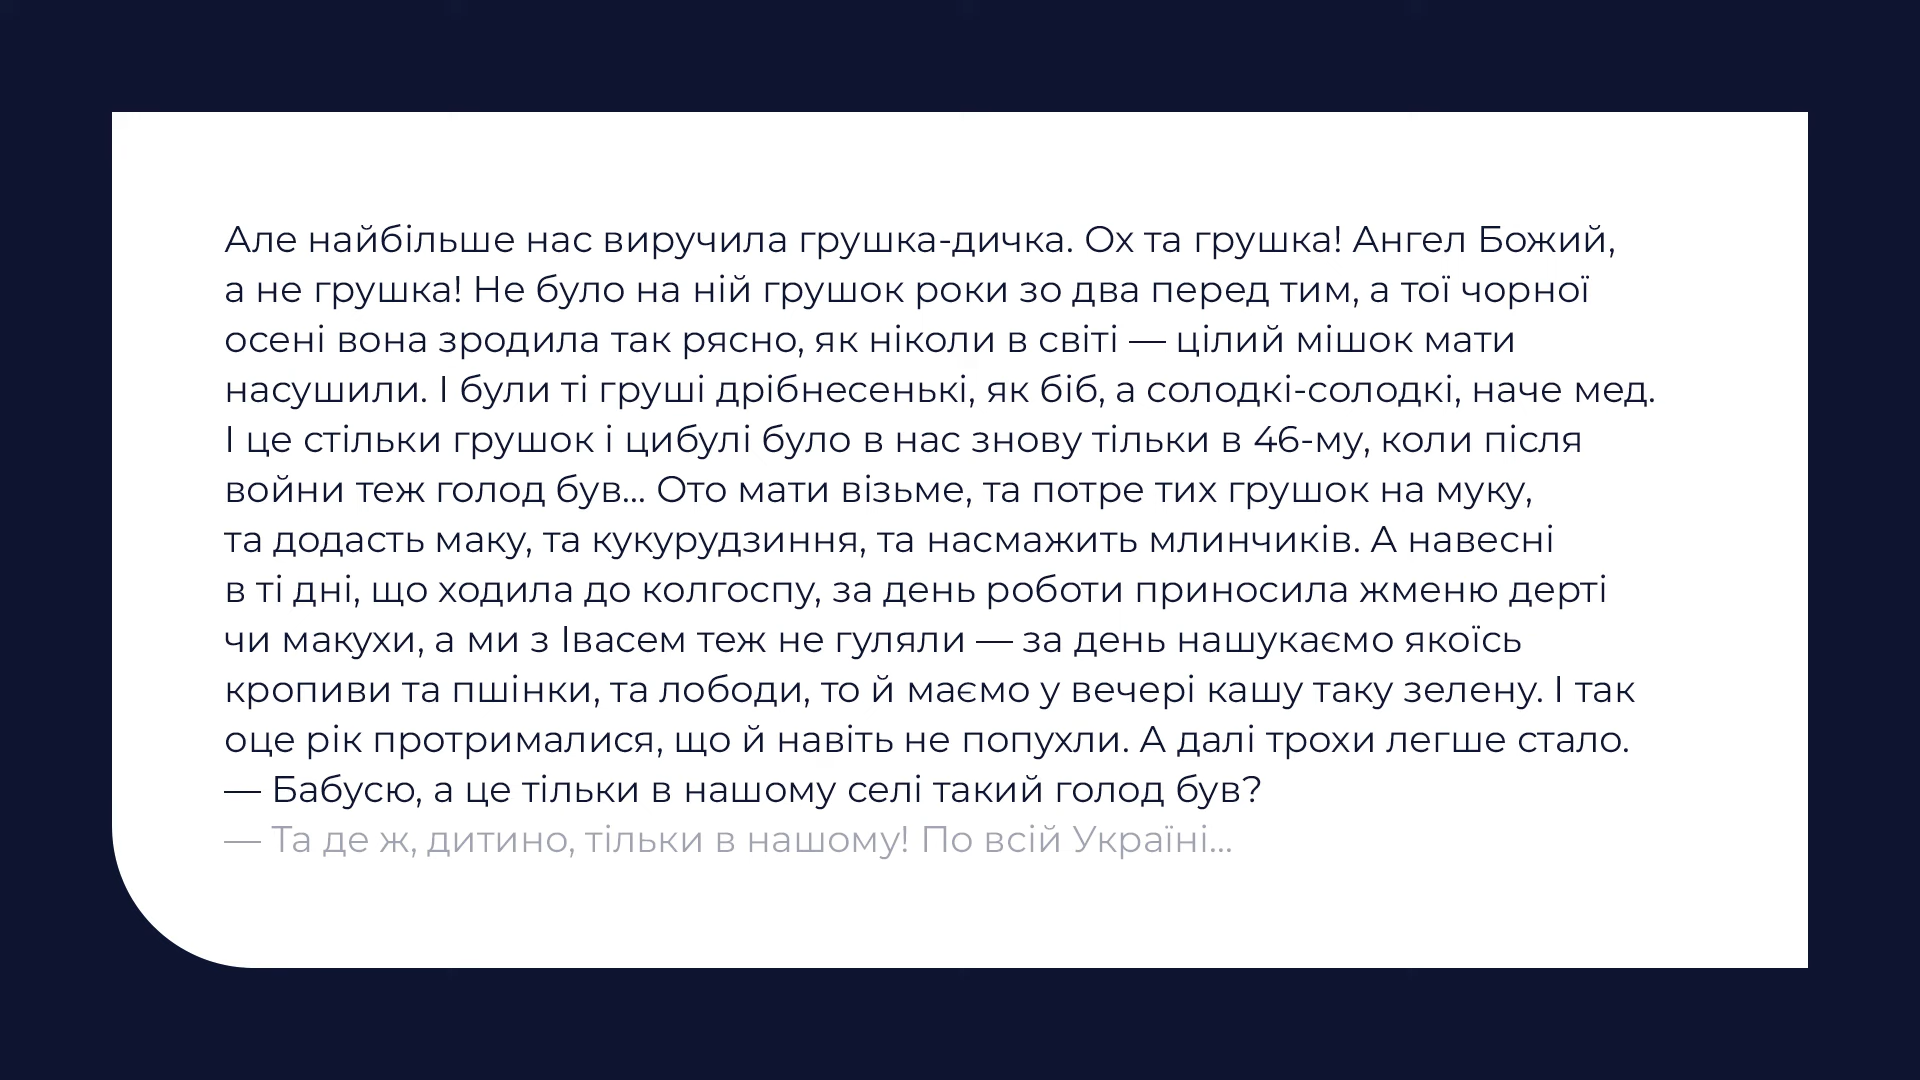 Але найбільше нас виручила грушка-дичка. Ох та грушка! Ангел Божий,
а не грушка! Не було на ній грушок роки зо два перед тим, а тої чорної
осені вона зродила так рясно, як ніколи в світі — цілий мішок мати
насушили. І були ті груші дрібнесенькі, як біб, а солодкі-солодкі, наче мед.
І це стільки грушок і цибулі було в нас знову тільки в 46-му, коли після
войни теж голод був... Ото мати візьме, та потре тих грушок на муку,
та додасть маку, та кукурудзиння, та насмажить млинчиків. А навесні
в ті дні, що ходила до колгоспу, за день роботи приносила жменю дерті
чи макухи, а ми з Івасем теж не гуляли — за день нашукаємо якоїсь
кропиви та пшінки, та лободи, то й маємо у вечері кашу таку зелену. І так
оце рік протрималися, що й навіть не попухли. А далі трохи легше стало.
— Бабусю, а це тільки в нашому селі такий голод був?
— Та де ж, дитино, тільки в нашому! По всій Україні...